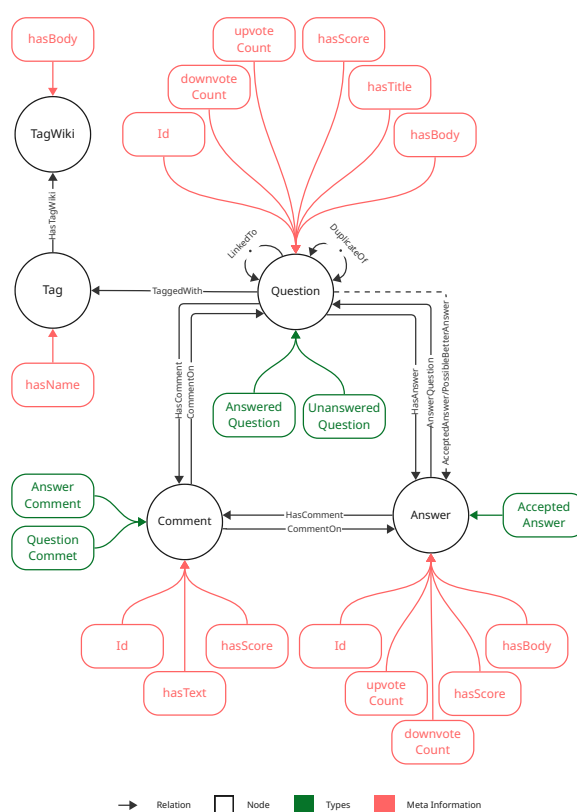 hasBody
upvote
Count
hasScore
downvote
Count
hasTitle
Id
hasBody
TagWiki
HasTagWiki
LinkedTo
DuplicateOf
Tag
TaggedWith
Question
hasName
HasComment
CommentOn
HasAnswer
AnswerQuestion
AcceptedAnswer/PossibleBetterAnswer
Answered
Question
Unanswered
Question
Answer
Comment
Question
Commet
Comment
HasComment
CommentOn
Answer
Accepted
Answer
Id
hasScore
hasText
Id
hasBody
upvote
Count
hasScore
downvote
Count
Relation
Node
Types
Meta Information